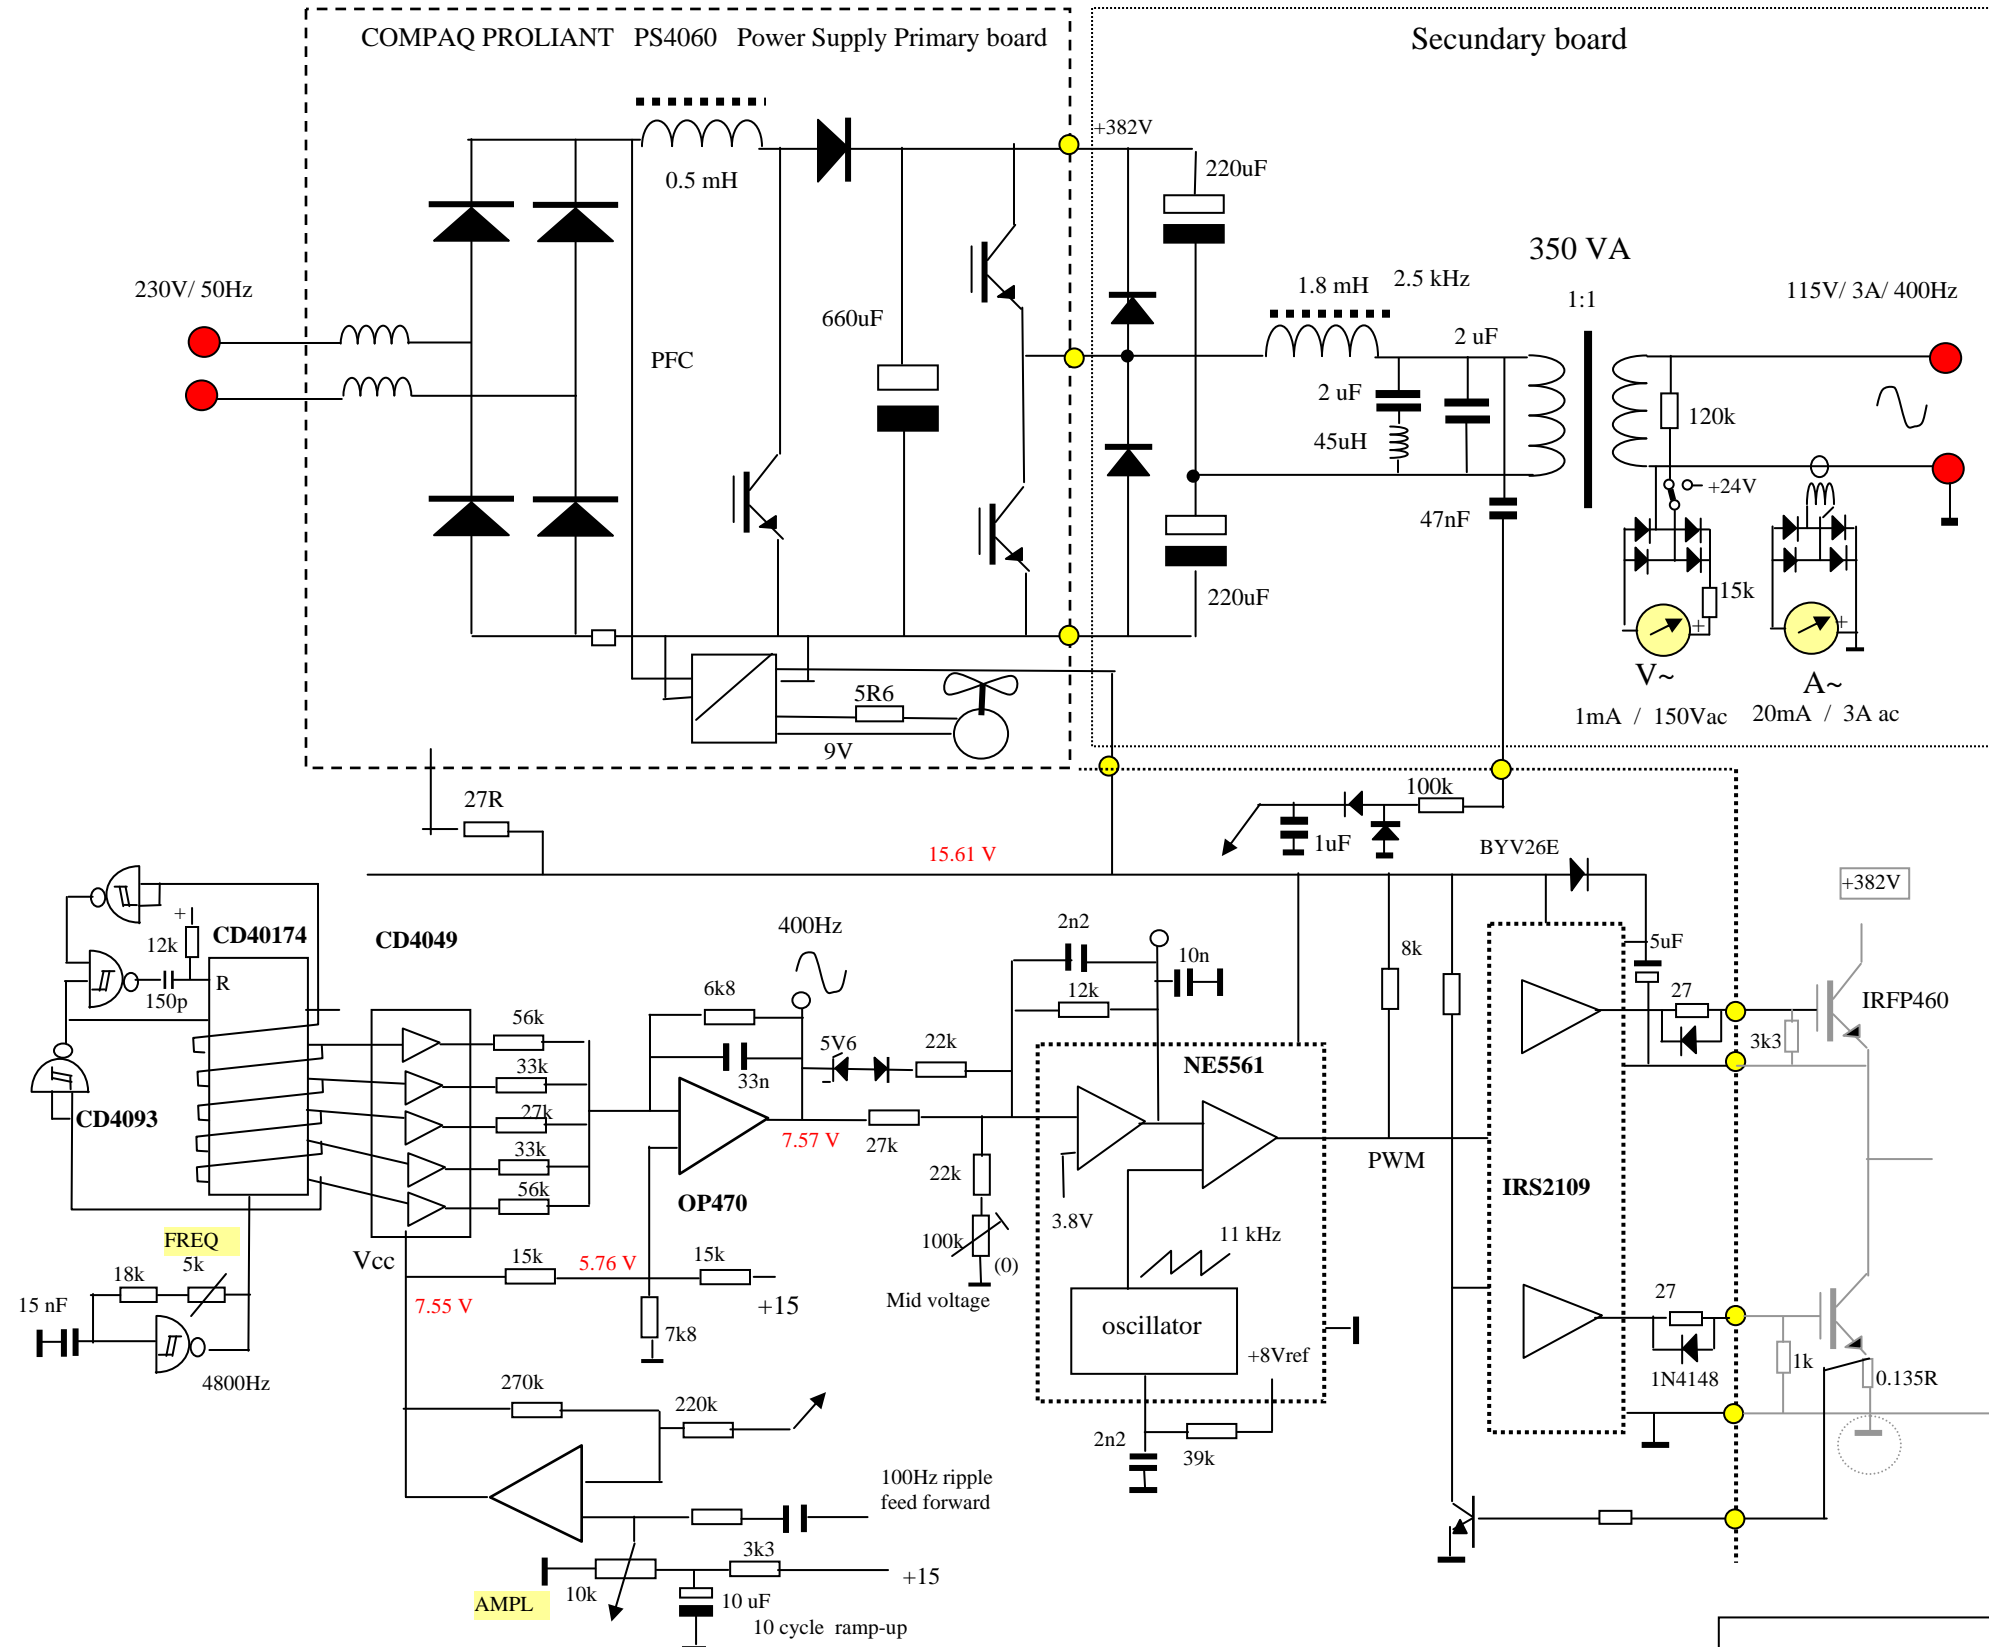 COMPAQ PROLIANT PS4060 Power Supply Primary board
Secundary board
+382V
0.5 mH
220uF
350 VA
230V/ 50Hz
1.8 mH
2.5 kHz
1:1
115V/ 3A/ 400Hz
660uF
2 uF
PFC
2 uF
120k
45uH
+24V
47nF
220uF
15k
+
+
V~
A~
5R6
1mA / 150Vac
20mA / 3A ac
9V
27R
100k
1uF
15.61 V
BYV26E
+382V
+
CD40174
CD4049
400Hz
2n2
12k
8k
5uF
10n
R
150p
6k8
12k
27
IRFP460
56k
5V6
22k
3k3
33k
33n
NE5561
CD4093
27k
7.57 V
27k
33k
PWM
22k
56k
OP470
IRS2109
3.8V
FREQ
100k
11 kHz
Vcc
15k
5.76 V
15k
(0)
18k
5k
15 nF
7.55 V
+15
Mid voltage
27
7k8
oscillator
+8Vref
4800Hz
270k
1N4148
1k
0.135R
220k
2n2
39k
100Hz ripple
feed forward
3k3
+15
AMPL
10k
10 uF
10 cycle ramp-up